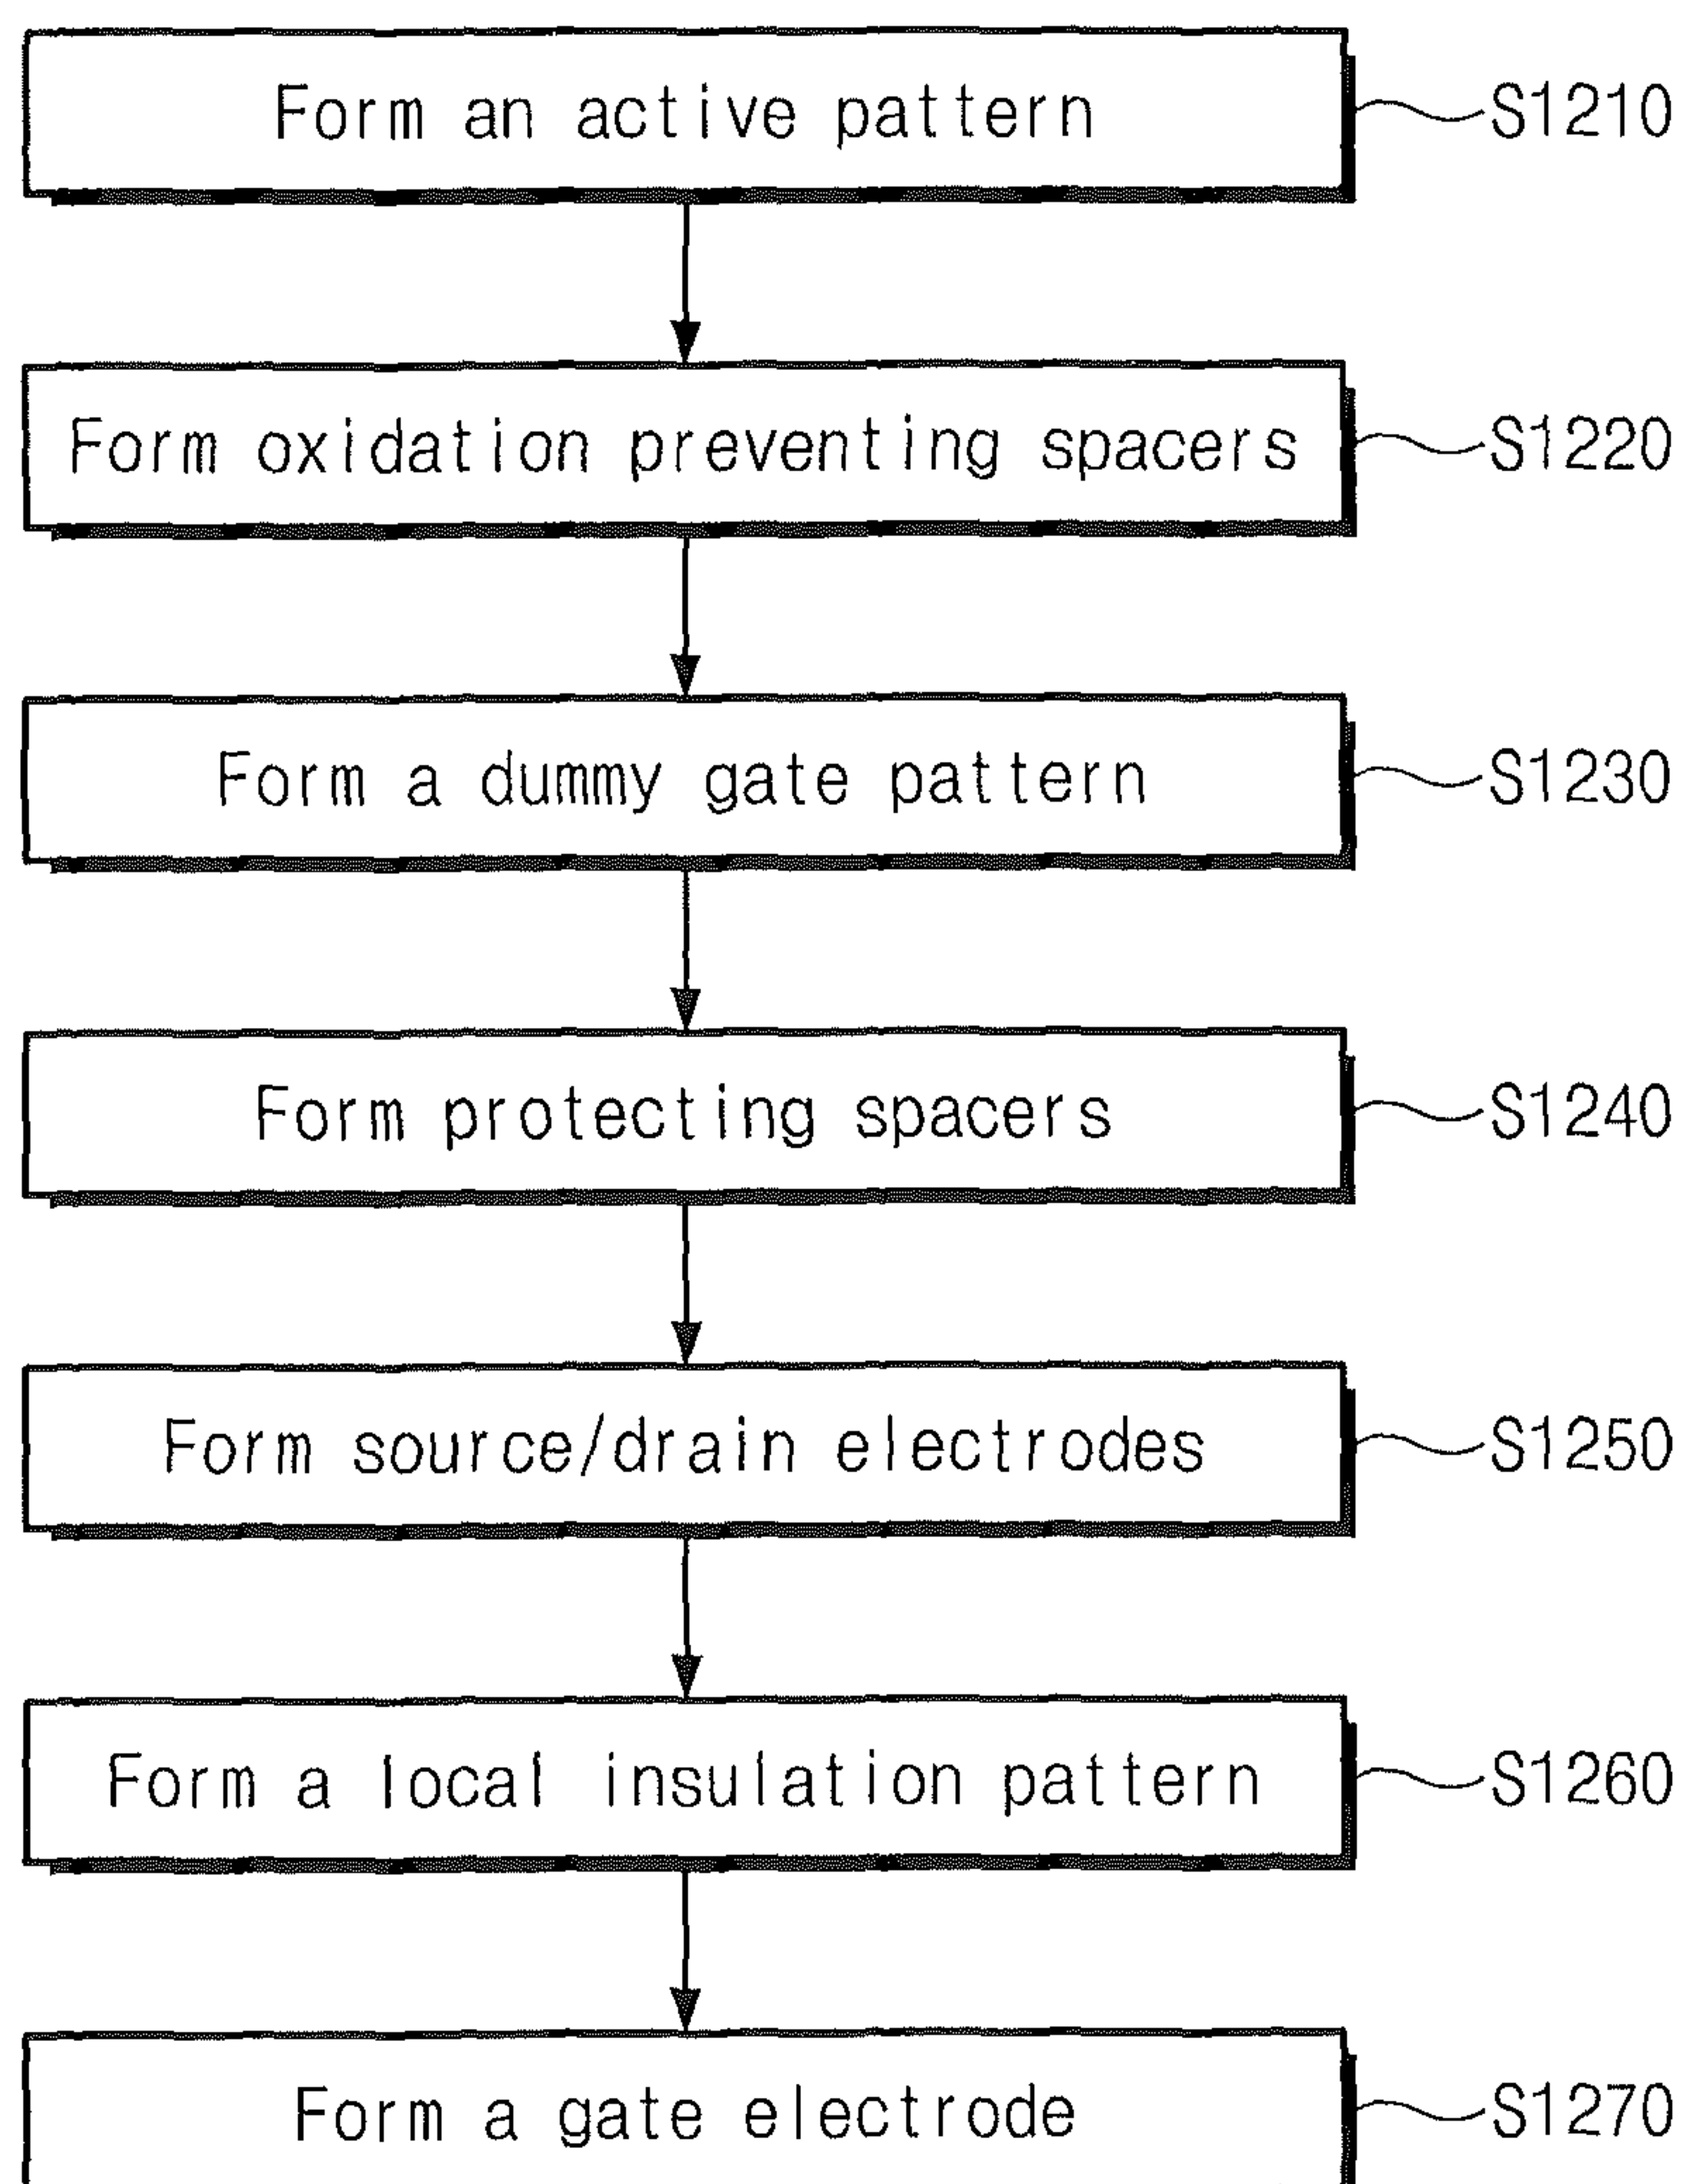 Form an active pattern S1210
Form oxidation preventing spacers S1220
Form a dummy gate pattern S1230
Form protecting spacers S1240
Form source/drain electrodes S1250
Form a local insulation pattern S1260
Form a gate electrode S1270